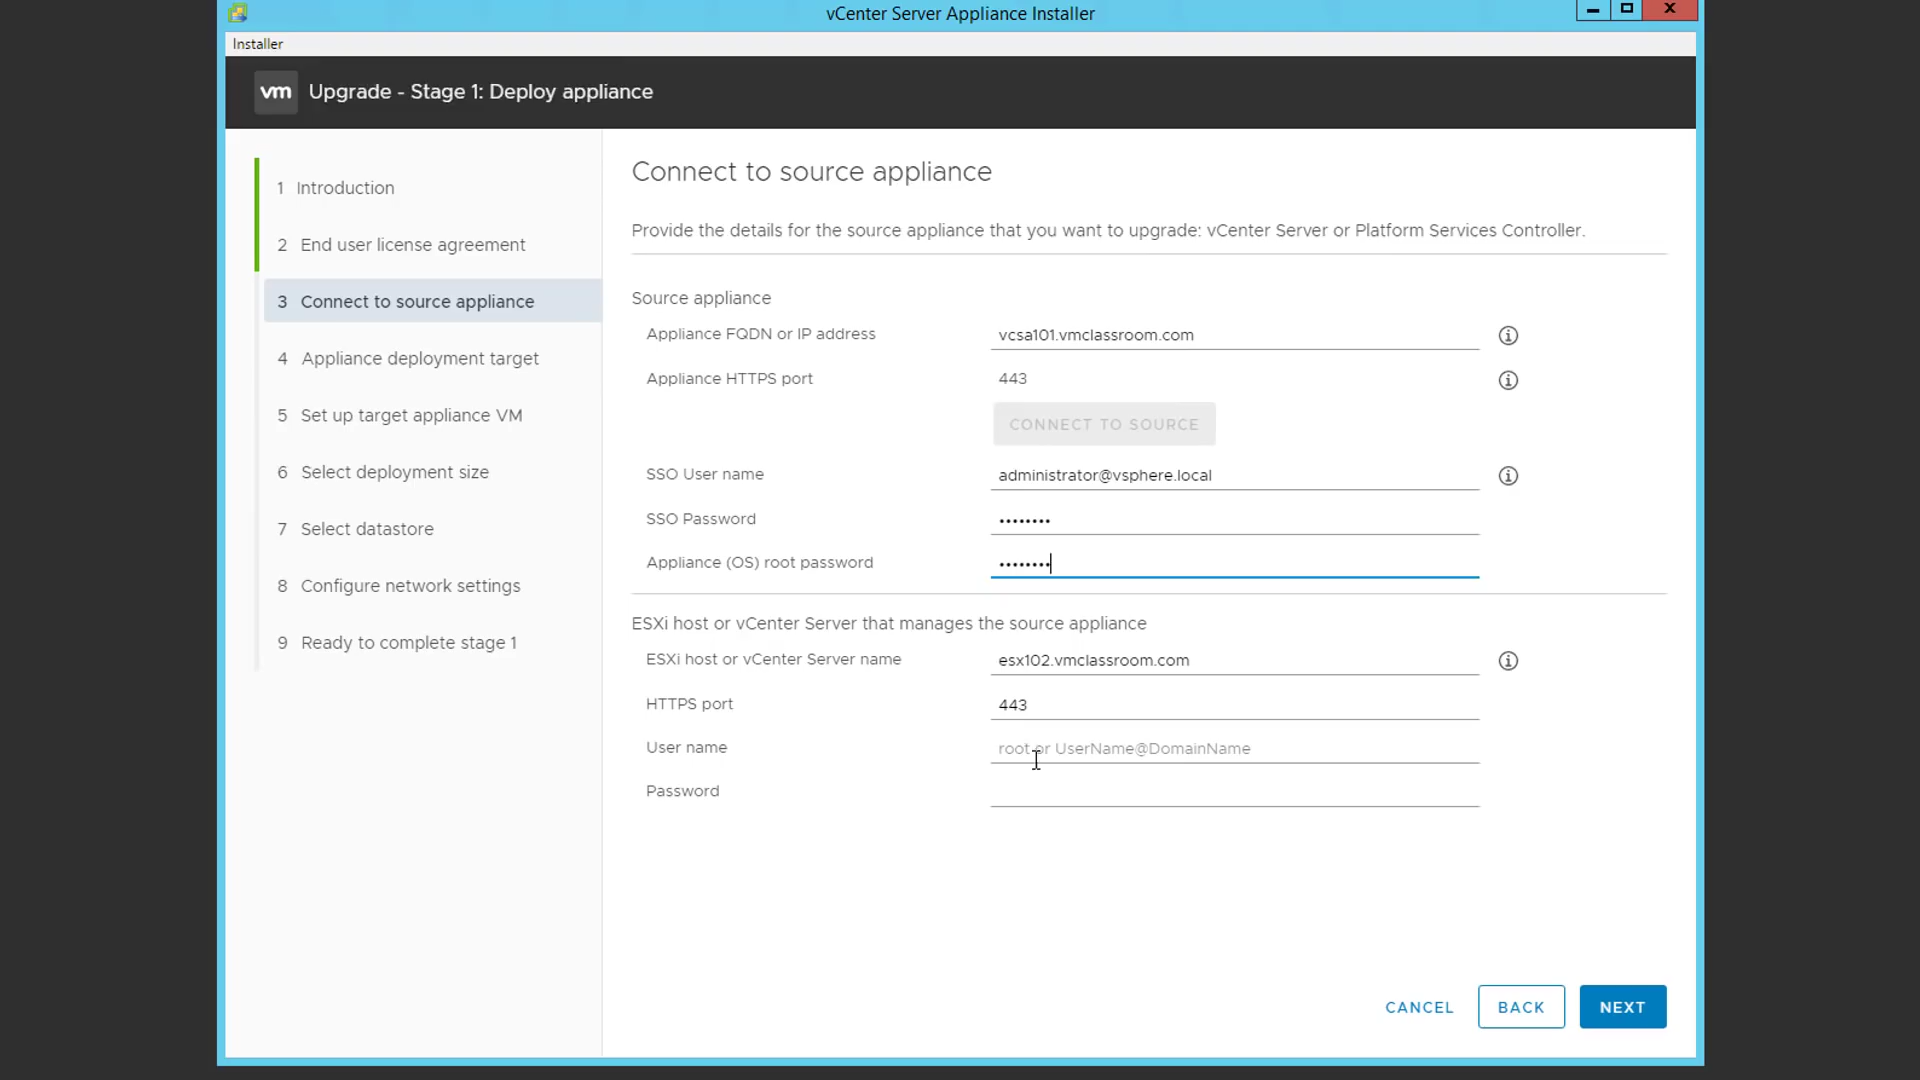 vCenter Server Appliance Installer
Installer
vm Upgrade - Stage 1: Deploy appliance
1 Introduction
2 End user license agreement
3 Connect to source appliance
4 Appliance deployment target
5 Set up target appliance VM
6 Select deployment size
7 Select datastore
8 Configure network settings
9 Ready to complete stage 1
Connect to source appliance
Provide the details for the source appliance that you want to upgrade: vCenter Server or Platform Services Controller.
Source appliance
Appliance FQDN or IP address vcsa101.vmclassroom.com
Appliance HTTPS port 443
CONNECT TO SOURCE
SSO User name administrator@vsphere.local
SSO Password ••••••••
Appliance (OS) root password ••••••••
ESXi host or vCenter Server that manages the source appliance
ESXi host or vCenter Server name esx102.vmclassroom.com
HTTPS port 443
User name root or UserName@DomainName
Password
CANCEL BACK NEXT